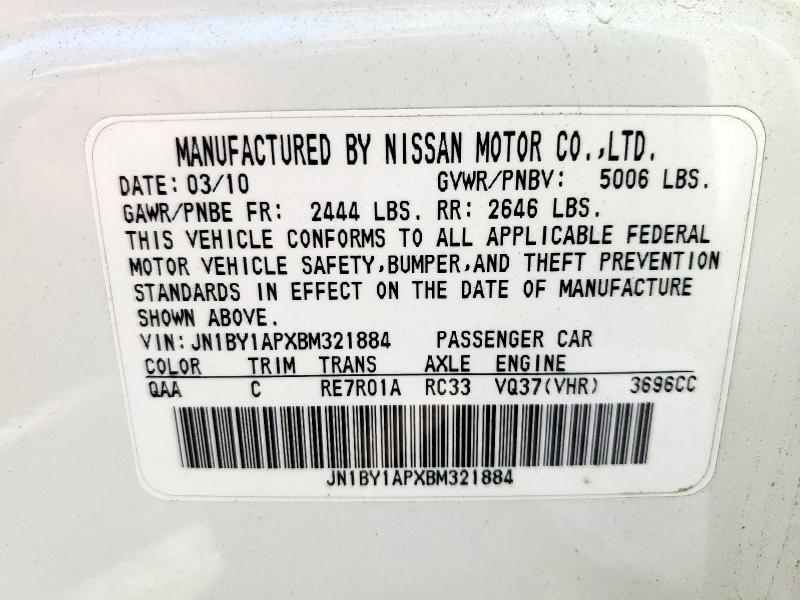 MANUFACTURED BY NISSAN MOTOR CO.,LTD.
DATE: 03/10 GVWR/PNBV: 5006 LBS.
GAWR/PNBE FR: 2444 LBS. RR: 2646 LBS.
THIS VEHICLE CONFORMS TO ALL APPLICABLE FEDERAL
MOTOR VEHICLE SAFETY,BUMPER,AND THEFT PREVENTION
STANDARDS IN EFFECT ON THE DATE OF MANUFACTURE
SHOWN ABOVE.
VIN: JN1BY1APXBM321884 PASSENGER CAR
COLOR TRIM TRANS AXLE ENGINE
QAA C RE7R01A RC33 VQ37(VHR) 3696CC
JN1BY1APXBM321884